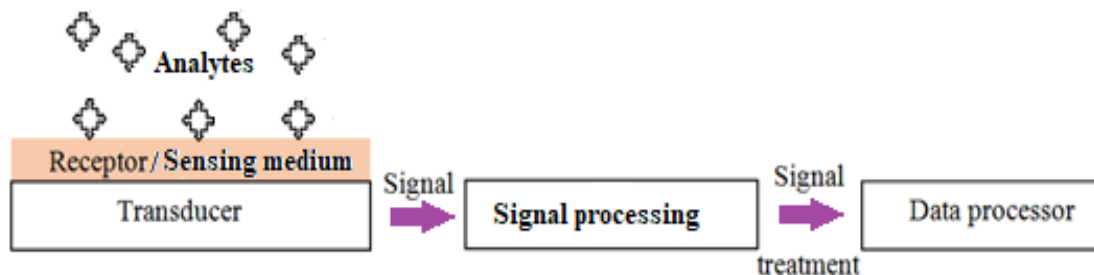 Analytes
Receptor/ Sensing medium
Transducer
Signal
Signal processing
Signal
treatment
Data processor